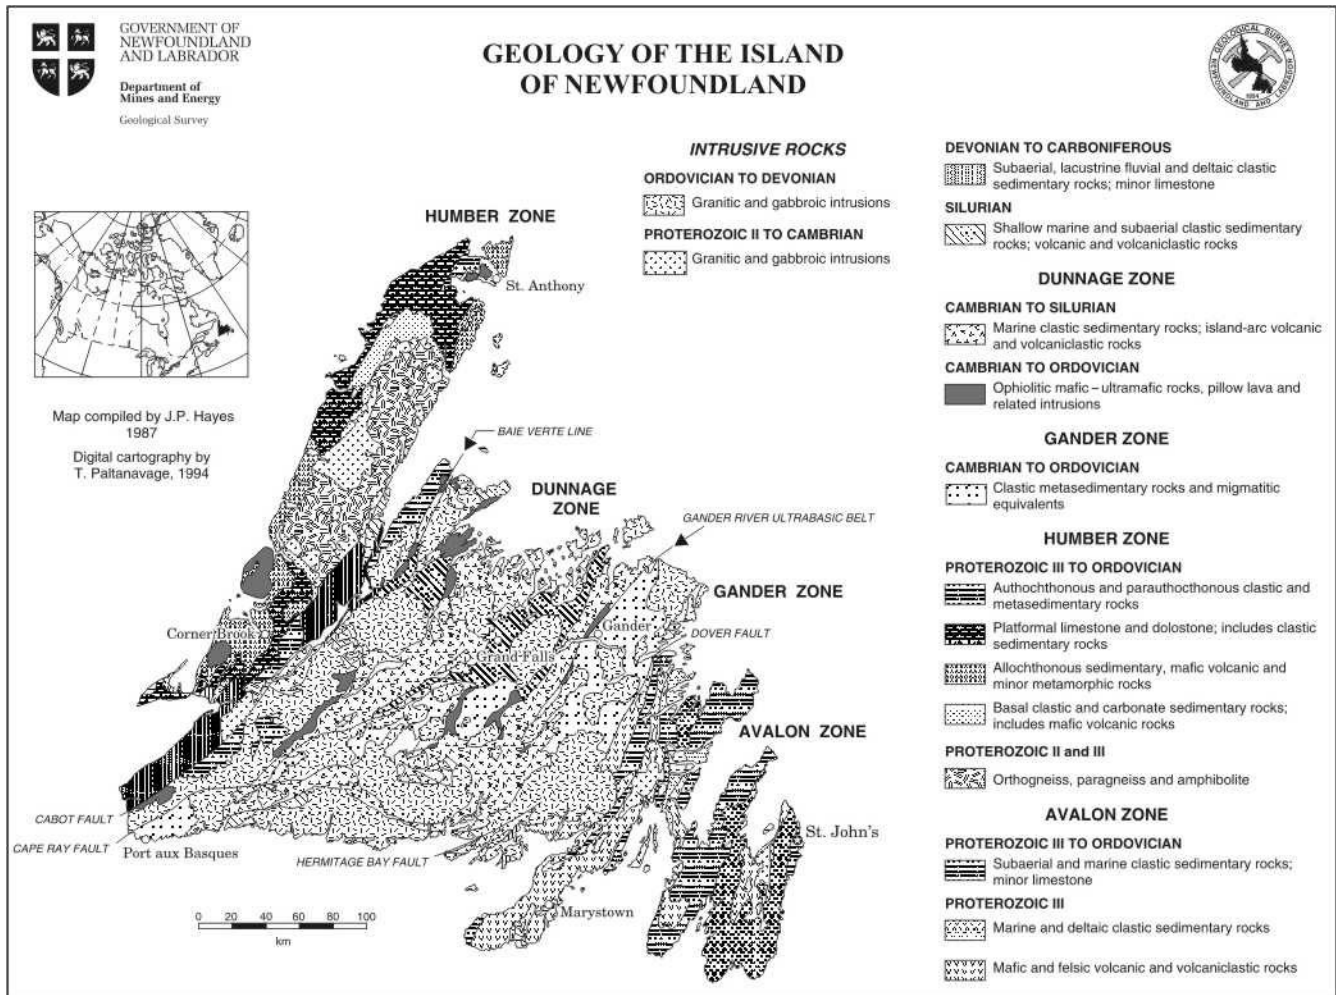 GOVERNMENT OF
NEWFOUNDLAND
AND LABRADOR
Department of
Mines and Energy
Geological Survey
GEOLOGY OF THE ISLAND
OF NEWFOUNDLAND
GEOLOGICAL SURVEY
NEWFOUNDLAND AND LABRADOR
1864
Map compiled by J.P. Hayes
1987
Digital cartography by
T. Paltanavage, 1994
HUMBER ZONE
St. Anthony
BAIE VERTE LINE
DUNNAGE
ZONE
GANDER RIVER ULTRABASIC BELT
GANDER ZONE
Gander
DOVER FAULT
Corner Brook
Grand Falls
AVALON ZONE
St. John's
CABOT FAULT
CAPE RAY FAULT
Port aux Basques
HERMITAGE BAY FAULT
Marystown
0 20 40 60 80 100
km
INTRUSIVE ROCKS
ORDOVICIAN TO DEVONIAN
Granitic and gabbroic intrusions
PROTEROZOIC II TO CAMBRIAN
Granitic and gabbroic intrusions
DEVONIAN TO CARBONIFEROUS
Subaerial, lacustrine fluvial and deltaic clastic
sedimentary rocks; minor limestone
SILURIAN
Shallow marine and subaerial clastic sedimentary
rocks; volcanic and volcaniclastic rocks
DUNNAGE ZONE
CAMBRIAN TO SILURIAN
Marine clastic sedimentary rocks; island-arc volcanic
and volcaniclastic rocks
CAMBRIAN TO ORDOVICIAN
Ophiolitic mafic – ultramafic rocks, pillow lava and
related intrusions
GANDER ZONE
CAMBRIAN TO ORDOVICIAN
Clastic metasedimentary rocks and migmatitic
equivalents
HUMBER ZONE
PROTEROZOIC III TO ORDOVICIAN
Authochthonous and parauthocthonous clastic and
metasedimentary rocks
Platformal limestone and dolostone; includes clastic
sedimentary rocks
Allochthonous sedimentary, mafic volcanic and
minor metamorphic rocks
Basal clastic and carbonate sedimentary rocks;
includes mafic volcanic rocks
PROTEROZOIC II and III
Orthogneiss, paragneiss and amphibolite
AVALON ZONE
PROTEROZOIC III TO ORDOVICIAN
Subaerial and marine clastic sedimentary rocks;
minor limestone
PROTEROZOIC III
Marine and deltaic clastic sedimentary rocks
Mafic and felsic volcanic and volcaniclastic rocks